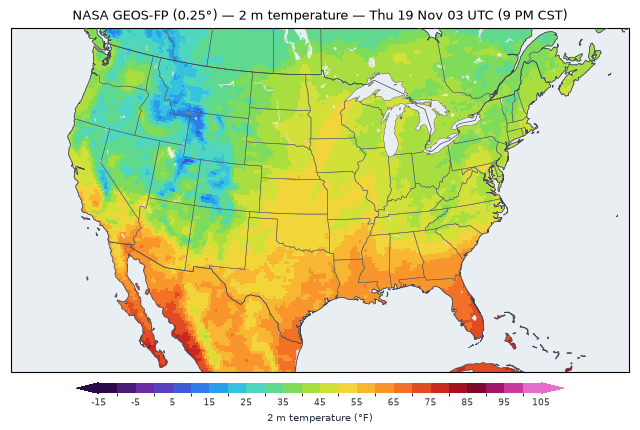 NASA GEOS-FP (0.25°) — 2 m temperature — Thu 19 Nov 03 UTC (9 PM CST)
-15 -5 5 15 25 35 45 55 65 75 85 95 105
2 m temperature (°F)